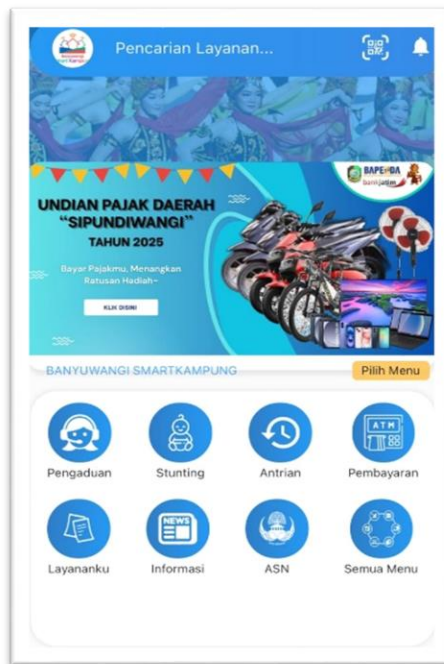 Pencarian Layanan...
BAPENDA
bankjatim
UNDIAN PAJAK DAERAH
“SIPUNDIWANGI”
TAHUN 2025
Bayar Pajakmu, Menangkan
Ratusan Hadiah~
KLIK DISINI
BANYUWANGI SMARTKAMPUNG
Pilih Menu
ATM
Pengaduan
Stunting
Antrian
Pembayaran
NEWS
Layananku
Informasi
ASN
Semua Menu